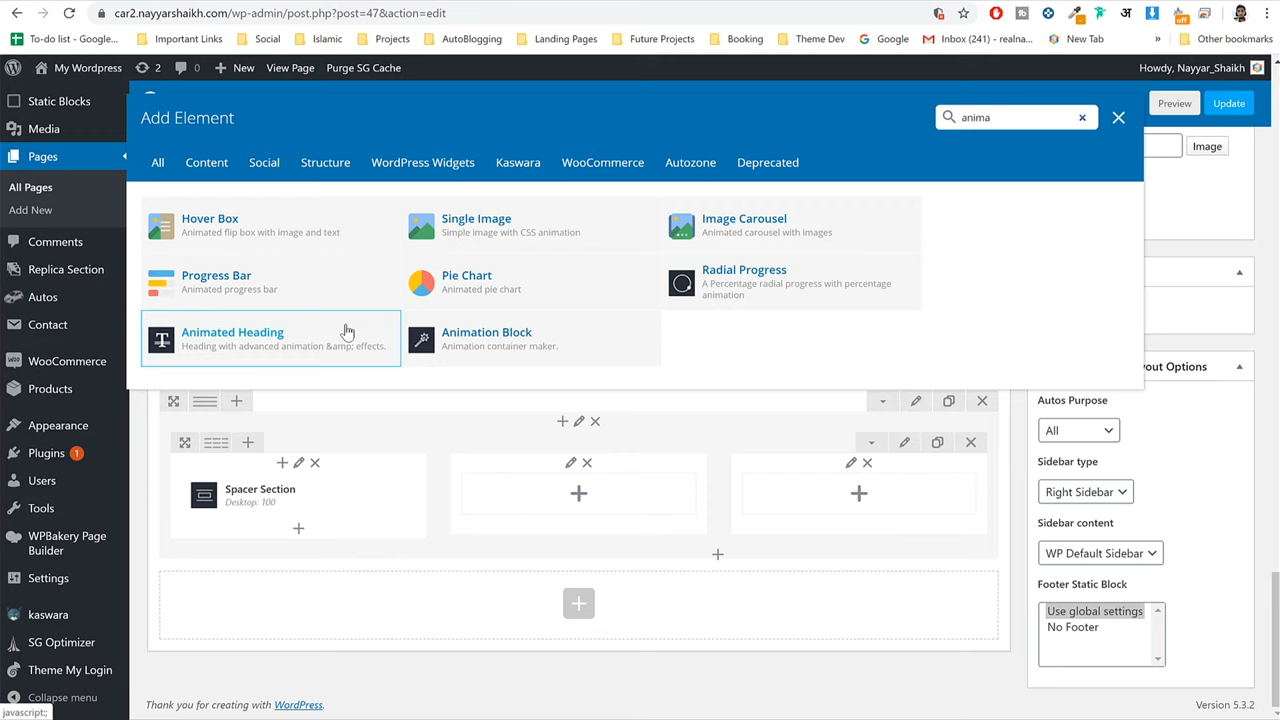 car2.nayyarshaikh.com/wp-admin/post.php?post=47&action=edit
off
To-do list - Google...
Important Links
Social
Islamic
Projects
AutoBlogging
Landing Pages
Future Projects
Booking
Theme Dev
Google
Inbox (241) - realna...
New Tab
»
Other bookmarks
My Wordpress
2
0
+ New
View Page
Purge SG Cache
Howdy, Nayyar_Shaikh
Static Blocks
Media
Pages
All Pages
Add New
Comments
Replica Section
Autos
Contact
WooCommerce
Products
Appearance
Plugins 1
Users
Tools
WPBakery Page
Builder
Settings
kaswara
SG Optimizer
Theme My Login
Collapse menu
javascript:;
Add Element
anima
Preview
Update
All
Content
Social
Structure
WordPress Widgets
Kaswara
WooCommerce
Autozone
Deprecated
Image
Hover Box
Animated flip box with image and text
Single Image
Simple image with CSS animation
Image Carousel
Animated carousel with images
Progress Bar
Animated progress bar
Pie Chart
Animated pie chart
Radial Progress
A Percentage radial progress with percentage
animation
Animated Heading
Heading with advanced animation &amp; effects.
Animation Block
Animation container maker.
Spacer Section
Desktop: 100
out Options
Autos Purpose
All
Sidebar type
Right Sidebar
Sidebar content
WP Default Sidebar
Footer Static Block
Use global settings
No Footer
Thank you for creating with WordPress.
Version 5.3.2